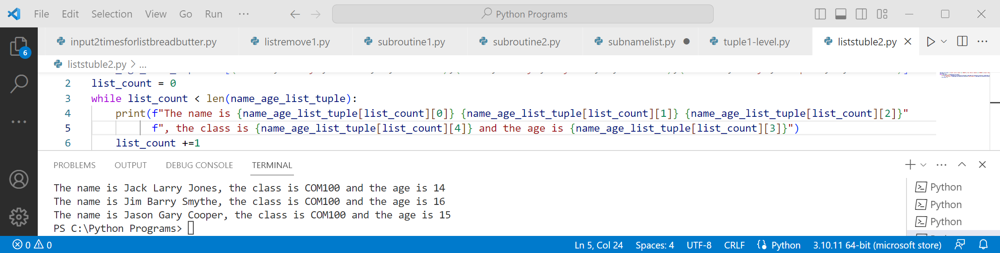 File Edit Selection View Go Run ··· Python Programs
input2timesforlistbreadbutter.py listremove1.py subroutine1.py subroutine2.py subnamelist.py tuple1-level.py liststuble2.py
liststuble2.py > ...
2 list_count = 0
3 while list_count < len(name_age_list_tuple):
4 print(f"The name is {name_age_list_tuple[list_count][0]} {name_age_list_tuple[list_count][1]} {name_age_list_tuple[list_count][2]}"
5 f", the class is {name_age_list_tuple[list_count][4]} and the age is {name_age_list_tuple[list_count][3]}")
6 list_count +=1
PROBLEMS OUTPUT DEBUG CONSOLE TERMINAL
The name is Jack Larry Jones, the class is COM100 and the age is 14
The name is Jim Barry Smythe, the class is COM100 and the age is 16
The name is Jason Gary Cooper, the class is COM100 and the age is 15
PS C:\Python Programs>
Python
Python
Python
6
0 0 Ln 5, Col 24 Spaces: 4 UTF-8 CRLF Python 3.10.11 64-bit (microsoft store)